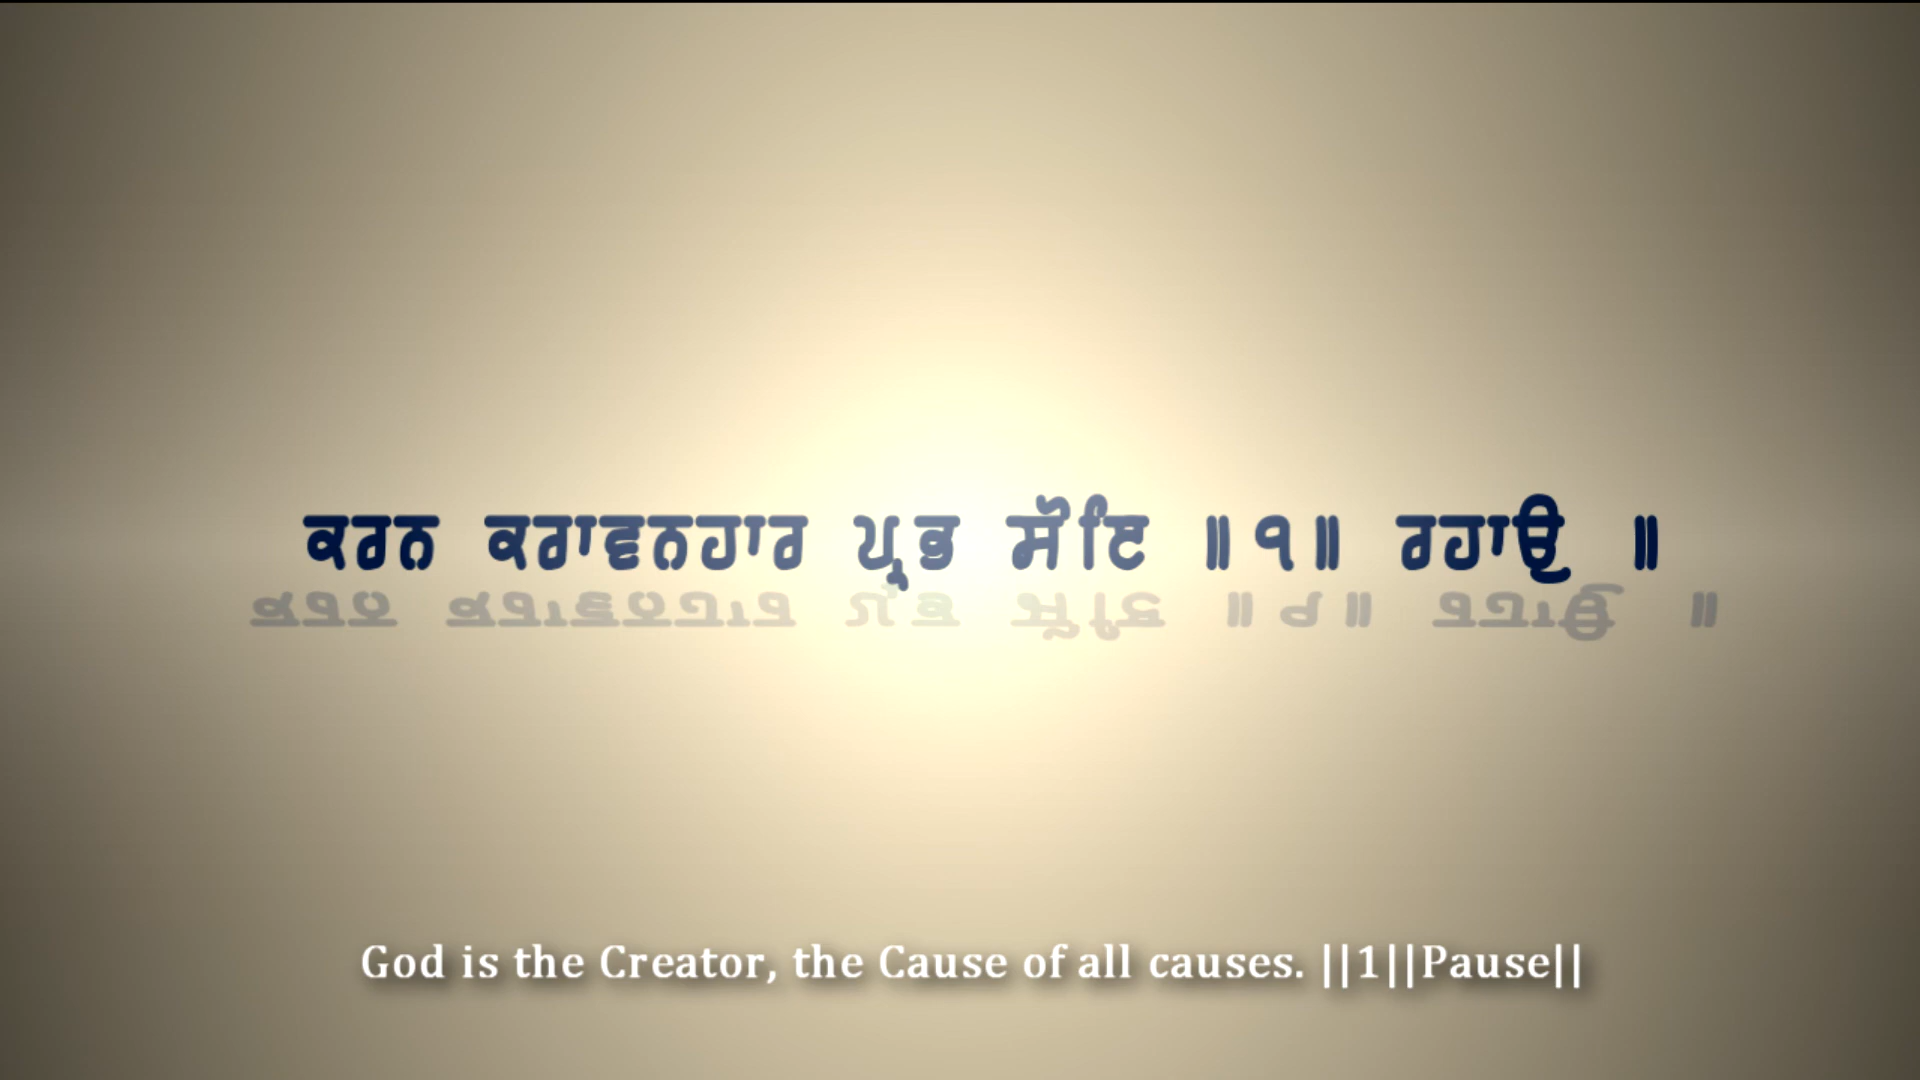 ਕਰਨ ਕਰਾਵਨਹਾਰ ਪ੍ਰਭ ਸੋਇ ॥੧॥ ਰਹਾਉ ॥
God is the Creator, the Cause of all causes. ||1||Pause||